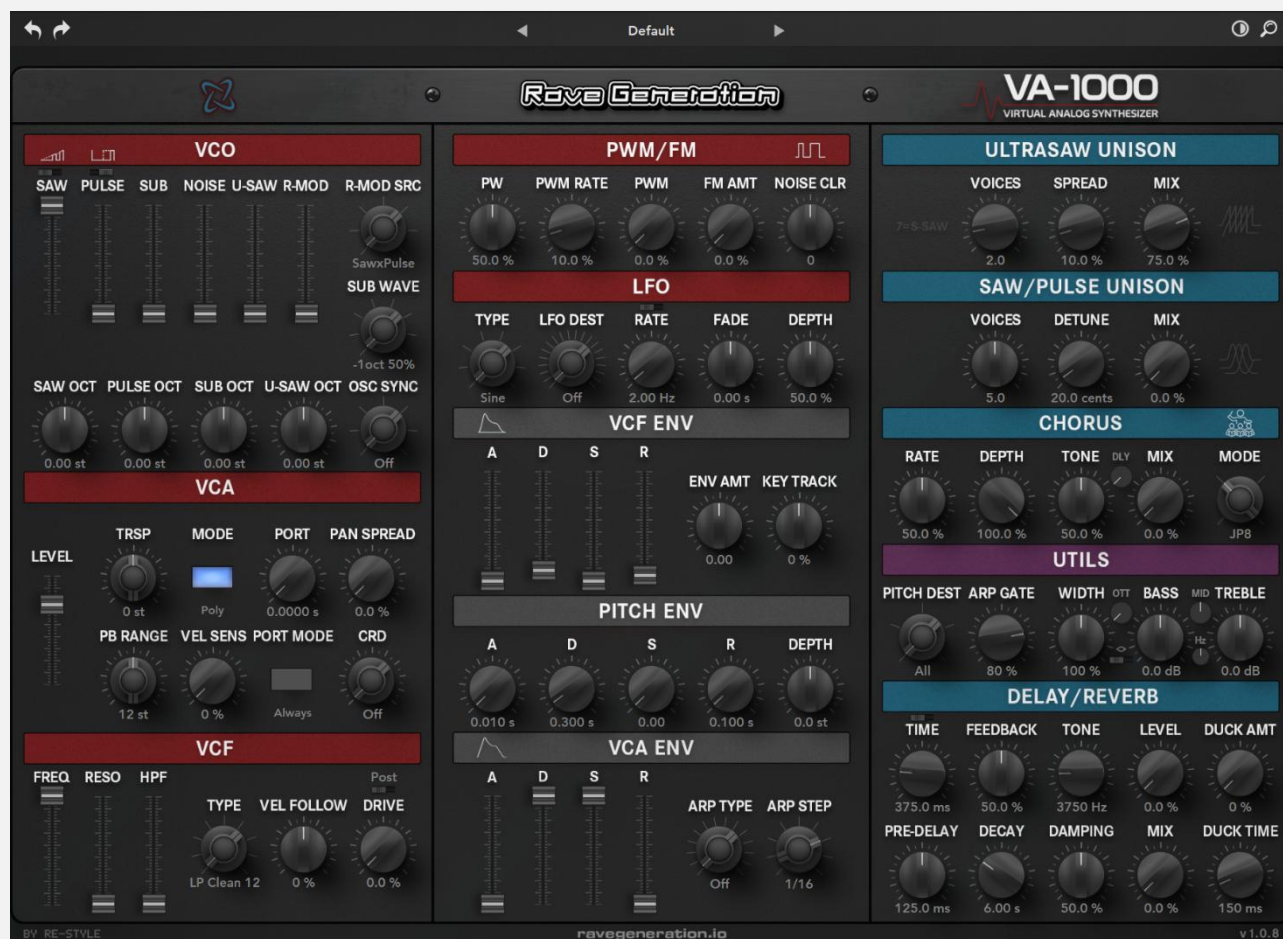 Default
Rave Generation
VA-1000
VIRTUAL ANALOG SYNTHESIZER
VCO
SAW PULSE SUB NOISE U-SAW R-MOD R-MOD SRC
SawxPulse
SUB WAVE
-1oct 50%
SAW OCT PULSE OCT SUB OCT U-SAW OCT OSC SYNC
0.00 st 0.00 st 0.00 st 0.00 st Off
VCA
LEVEL
TRSP MODE PORT PAN SPREAD
0 st Poly 0.0000 s 0.0 %
PB RANGE VEL SENS PORT MODE CRD
12 st 0 % Always Off
VCF
FREQ RESO HPF
Post
TYPE VEL FOLLOW DRIVE
LP Clean 12 0 % 0.0 %
BY RE-STYLE
PWM/FM
PW PWM RATE PWM FM AMT NOISE CLR
50.0 % 10.0 % 0.0 % 0.0 % 0
LFO
TYPE LFO DEST RATE FADE DEPTH
Sine Off 2.00 Hz 0.00 s 50.0 %
VCF ENV
A D S R
ENV AMT KEY TRACK
0.00 0 %
PITCH ENV
A D S R DEPTH
0.010 s 0.300 s 0.00 0.100 s 0.0 st
VCA ENV
A D S R
ARP TYPE ARP STEP
Off 1/16
ravegeneration.io
ULTRASAW UNISON
VOICES SPREAD MIX
7=S-SAW
2.0 10.0 % 75.0 %
SAW/PULSE UNISON
VOICES DETUNE MIX
5.0 20.0 cents 0.0 %
CHORUS
RATE DEPTH TONE DLY MIX MODE
50.0 % 100.0 % 50.0 % 0.0 % JP8
UTILS
PITCH DEST ARP GATE WIDTH OTT BASS MID TREBLE
Hz
All 80 % 100 % 0.0 dB 0.0 dB
DELAY/REVERB
TIME FEEDBACK TONE LEVEL DUCK AMT
375.0 ms 50.0 % 3750 Hz 0.0 % 0 %
PRE-DELAY DECAY DAMPING MIX DUCK TIME
125.0 ms 6.00 s 50.0 % 0.0 % 150 ms
v1.0.8